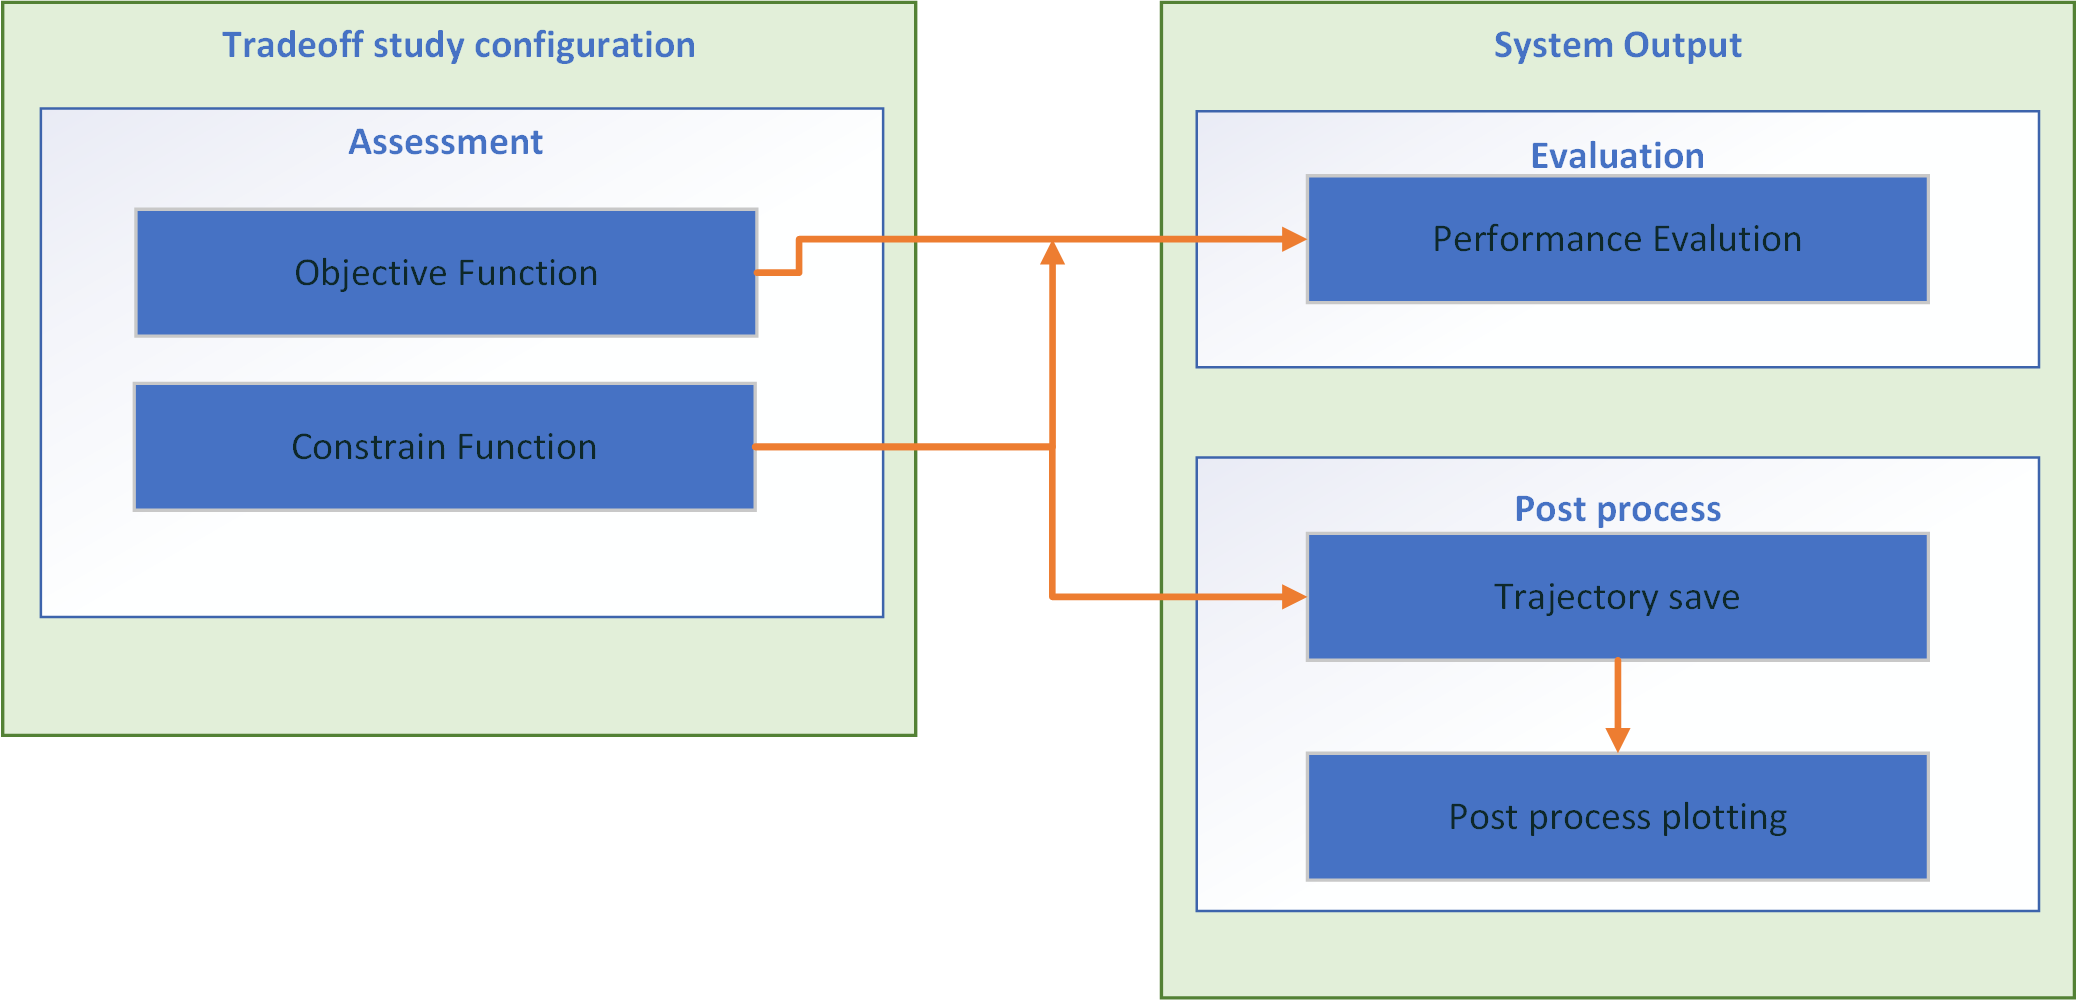 Tradeoff study configuration
Assessment
Objective Function
Constrain Function
System Output
Evaluation
Performance Evalution
Post process
Trajectory save
Post process plotting